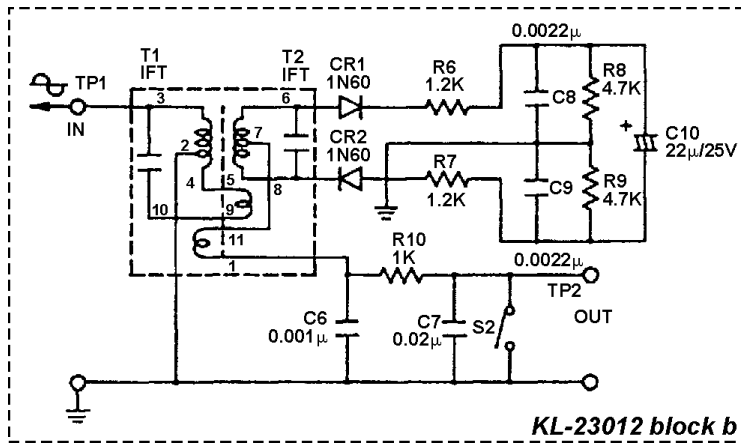 0.0022μ
T1
IFT
T2
IFT
CR1
1N60
R6
1.2K
TP1
IN
3
6
C8
R8
4.7K
2
7
CR2
1N60
+
C10
22μ/25V
R7
1.2K
4
5
8
C9
R9
4.7K
10
9
11
1
0.0022μ
R10
1K
TP2
OUT
C6
0.001μ
C7
0.02μ
S2
KL-23012 block b